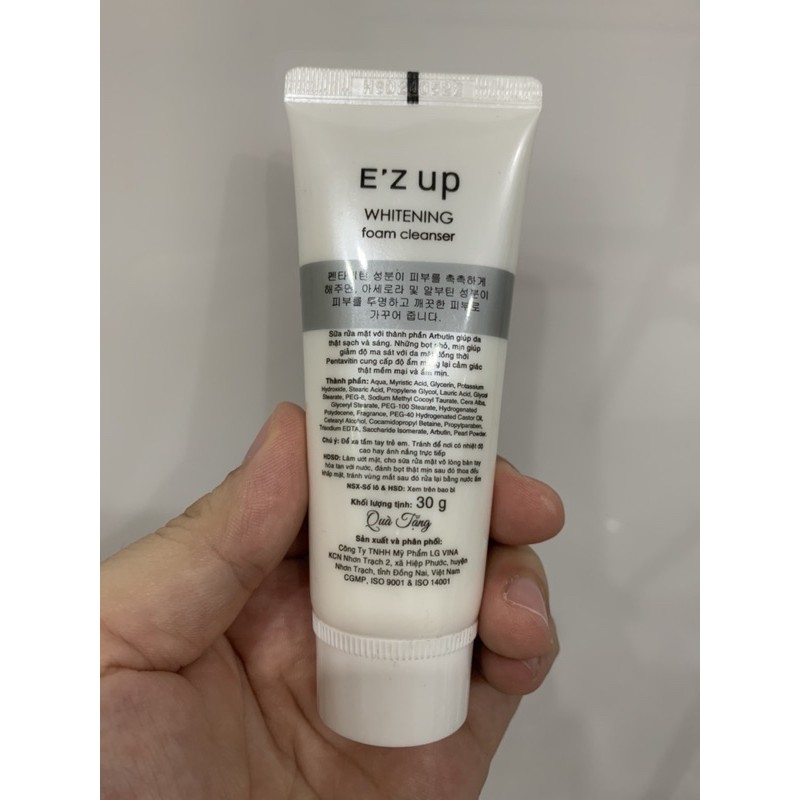 E'Z UP
WHITENING
foam cleanser
펜타비틴 성분이 피부를 촉촉하게
해주면, 아세로라 및 알부틴 성분이
피부를 투명하고 깨끗한 피부로
가꾸어 줍니다.
Sữa rửa mặt với thành phần Arbutin giúp da
thật sạch và sáng. Những bọt nhỏ, mịn giúp
giảm độ ma sát với da mặt đồng thời
Pentavitin cung cấp độ ẩm mang lại cảm giác
thật mềm mại và ẩm mịn.
Thành phần: Aqua, Myristic Acid, Glycerin, Potassium
Hydroxide, Stearic Acid, Propylene Glycol, Lauric Acid, Glycol
Stearate, PEG-8, Sodium Methyl Cocoyl Taurate, Cera Alba,
Glyceryl Stearate, PEG-100 Stearate, Hydrogenated
Polydecene, Fragrance, PEG-40 Hydrogenated Castor Oil,
Cetearyl Alcohol, Cocamidopropyl Betaine, Propylparaben,
Trisodium EDTA, Saccharide Isomerate, Arbutin, Pearl Powder.
Chú ý: Để xa tầm tay trẻ em. Tránh để nơi có nhiệt độ
cao hay ánh nắng trực tiếp
HDSD: Làm ướt mặt, cho sữa rửa mặt vô lòng bàn tay
hòa tan với nước, đánh bọt thật mịn sau đó thoa đều
khắp mặt, tránh vùng mắt sau đó rửa lại bằng nước ấm
NSX-Số lô & HSD: Xem trên bao bì
Khối lượng tịnh: 30 g
Quà Tặng
Sản xuất và phân phối:
Công Ty TNHH Mỹ Phẩm LG VINA
KCN Nhơn Trạch 2, xã Hiệp Phước, huyện
Nhơn Trạch, tỉnh Đồng Nai, Việt Nam
CGMP, ISO 9001 & ISO 14001